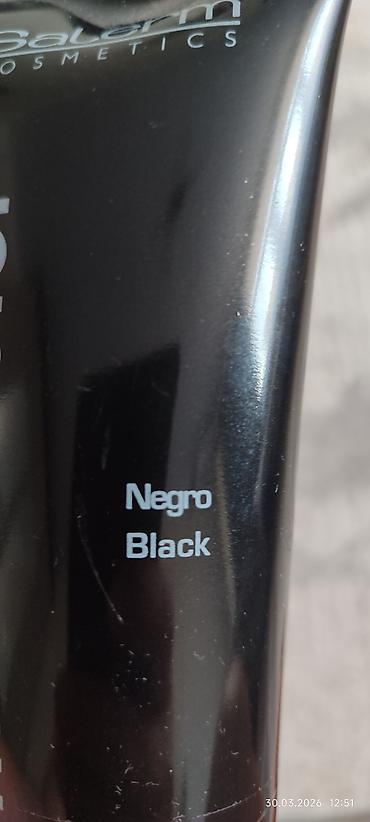 Salerm
COSMETICS
Negro
Black
30.03.2026 12:51